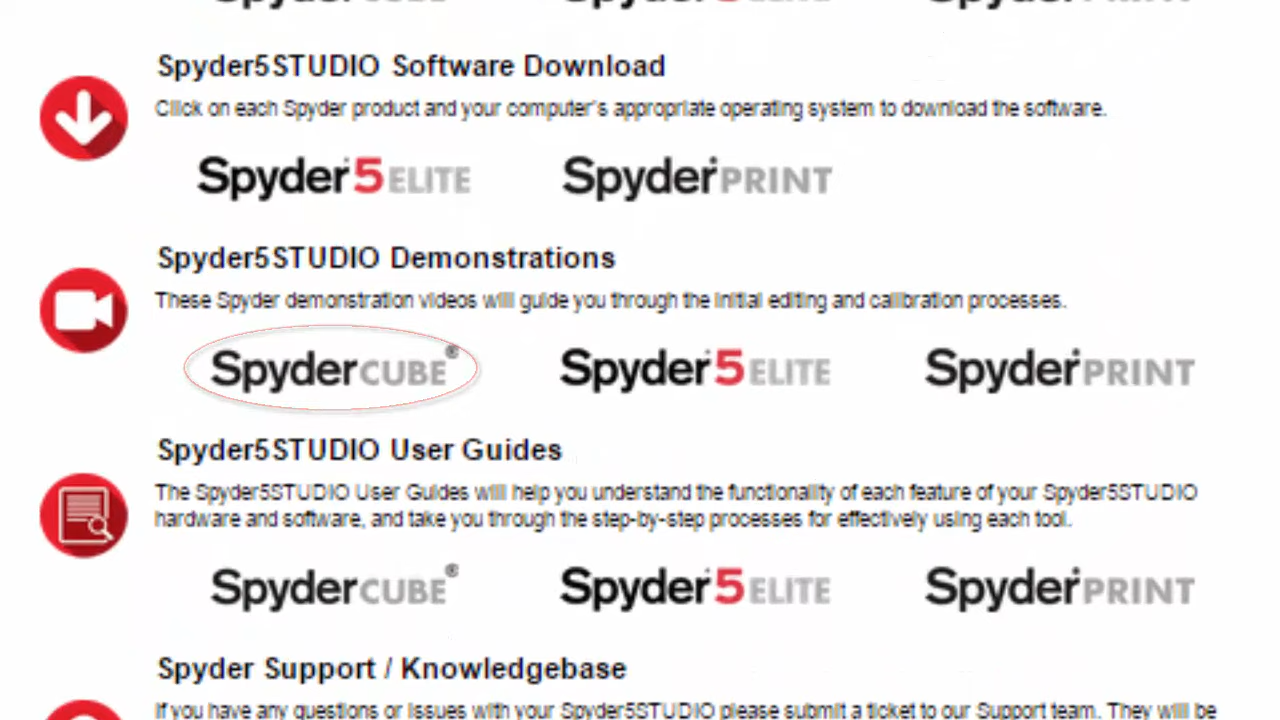 SpyderCUBE Spyder5ELITE SpyderPRINT
Spyder5STUDIO Software Download
Click on each Spyder product and your computer's appropriate operating system to download the software.
Spyder5ELITE SpyderPRINT
Spyder5STUDIO Demonstrations
These Spyder demonstration videos will guide you through the initial editing and calibration processes.
SpyderCUBE® Spyder5ELITE SpyderPRINT
Spyder5STUDIO User Guides
The Spyder5STUDIO User Guides will help you understand the functionality of each feature of your Spyder5STUDIO
hardware and software, and take you through the step-by-step processes for effectively using each tool.
SpyderCUBE® Spyder5ELITE SpyderPRINT
Spyder Support / Knowledgebase
If you have any questions or issues with your Spyder5STUDIO please submit a ticket to our Support team. They will be